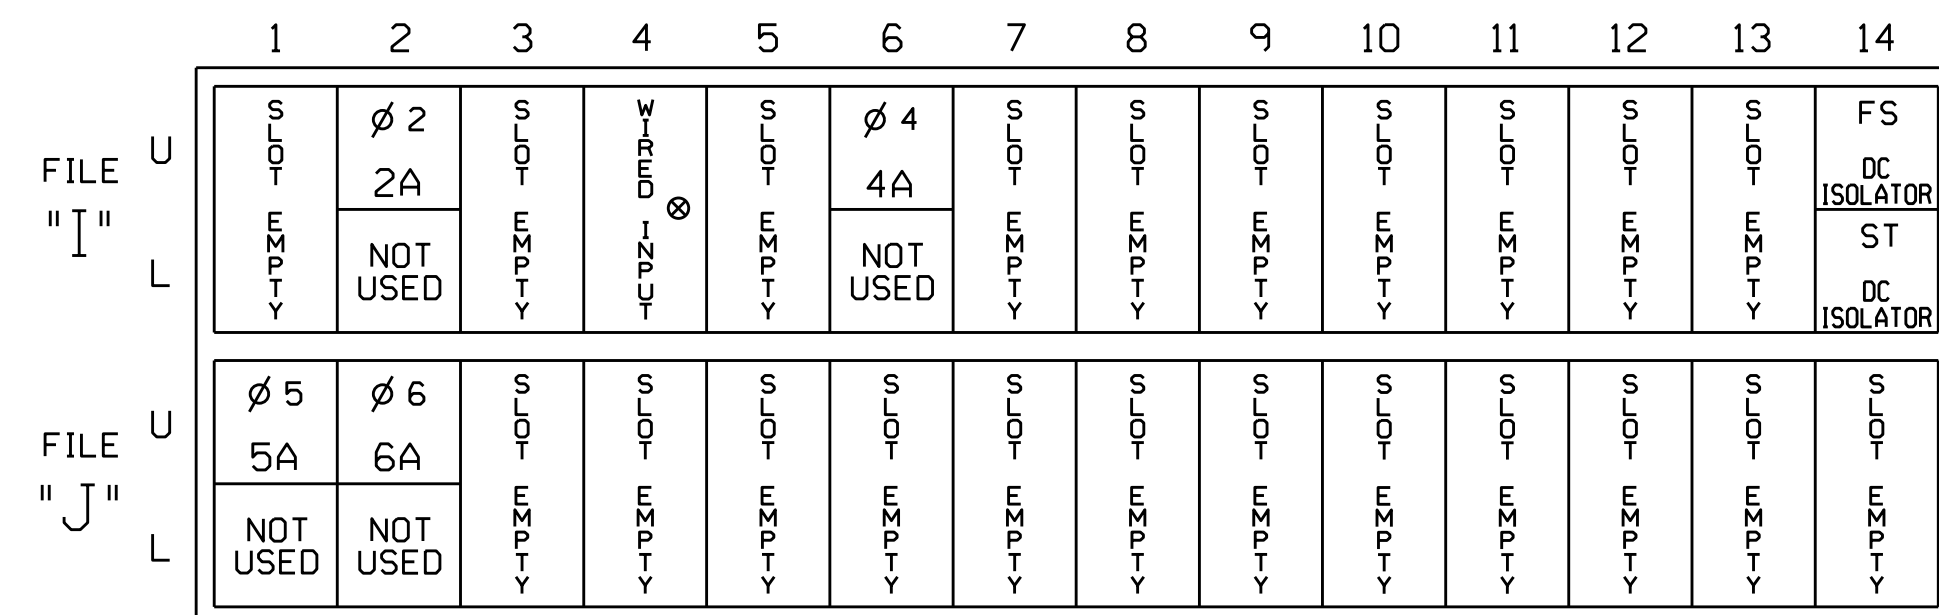 1 2 3 4 5 6 7 8 9 10 11 12 13 14
FILE "I"
U
L
SLOT EMPTY
Ø 2
2A
NOT USED
SLOT EMPTY
WIRED INPUT
SLOT EMPTY
Ø 4
4A
NOT USED
SLOT EMPTY
SLOT EMPTY
SLOT EMPTY
SLOT EMPTY
SLOT EMPTY
SLOT EMPTY
SLOT EMPTY
FS
DC
ISOLATOR
ST
DC
ISOLATOR
FILE "J"
U
L
Ø 5
5A
NOT USED
Ø 6
6A
NOT USED
SLOT EMPTY
SLOT EMPTY
SLOT EMPTY
SLOT EMPTY
SLOT EMPTY
SLOT EMPTY
SLOT EMPTY
SLOT EMPTY
SLOT EMPTY
SLOT EMPTY
SLOT EMPTY
SLOT EMPTY